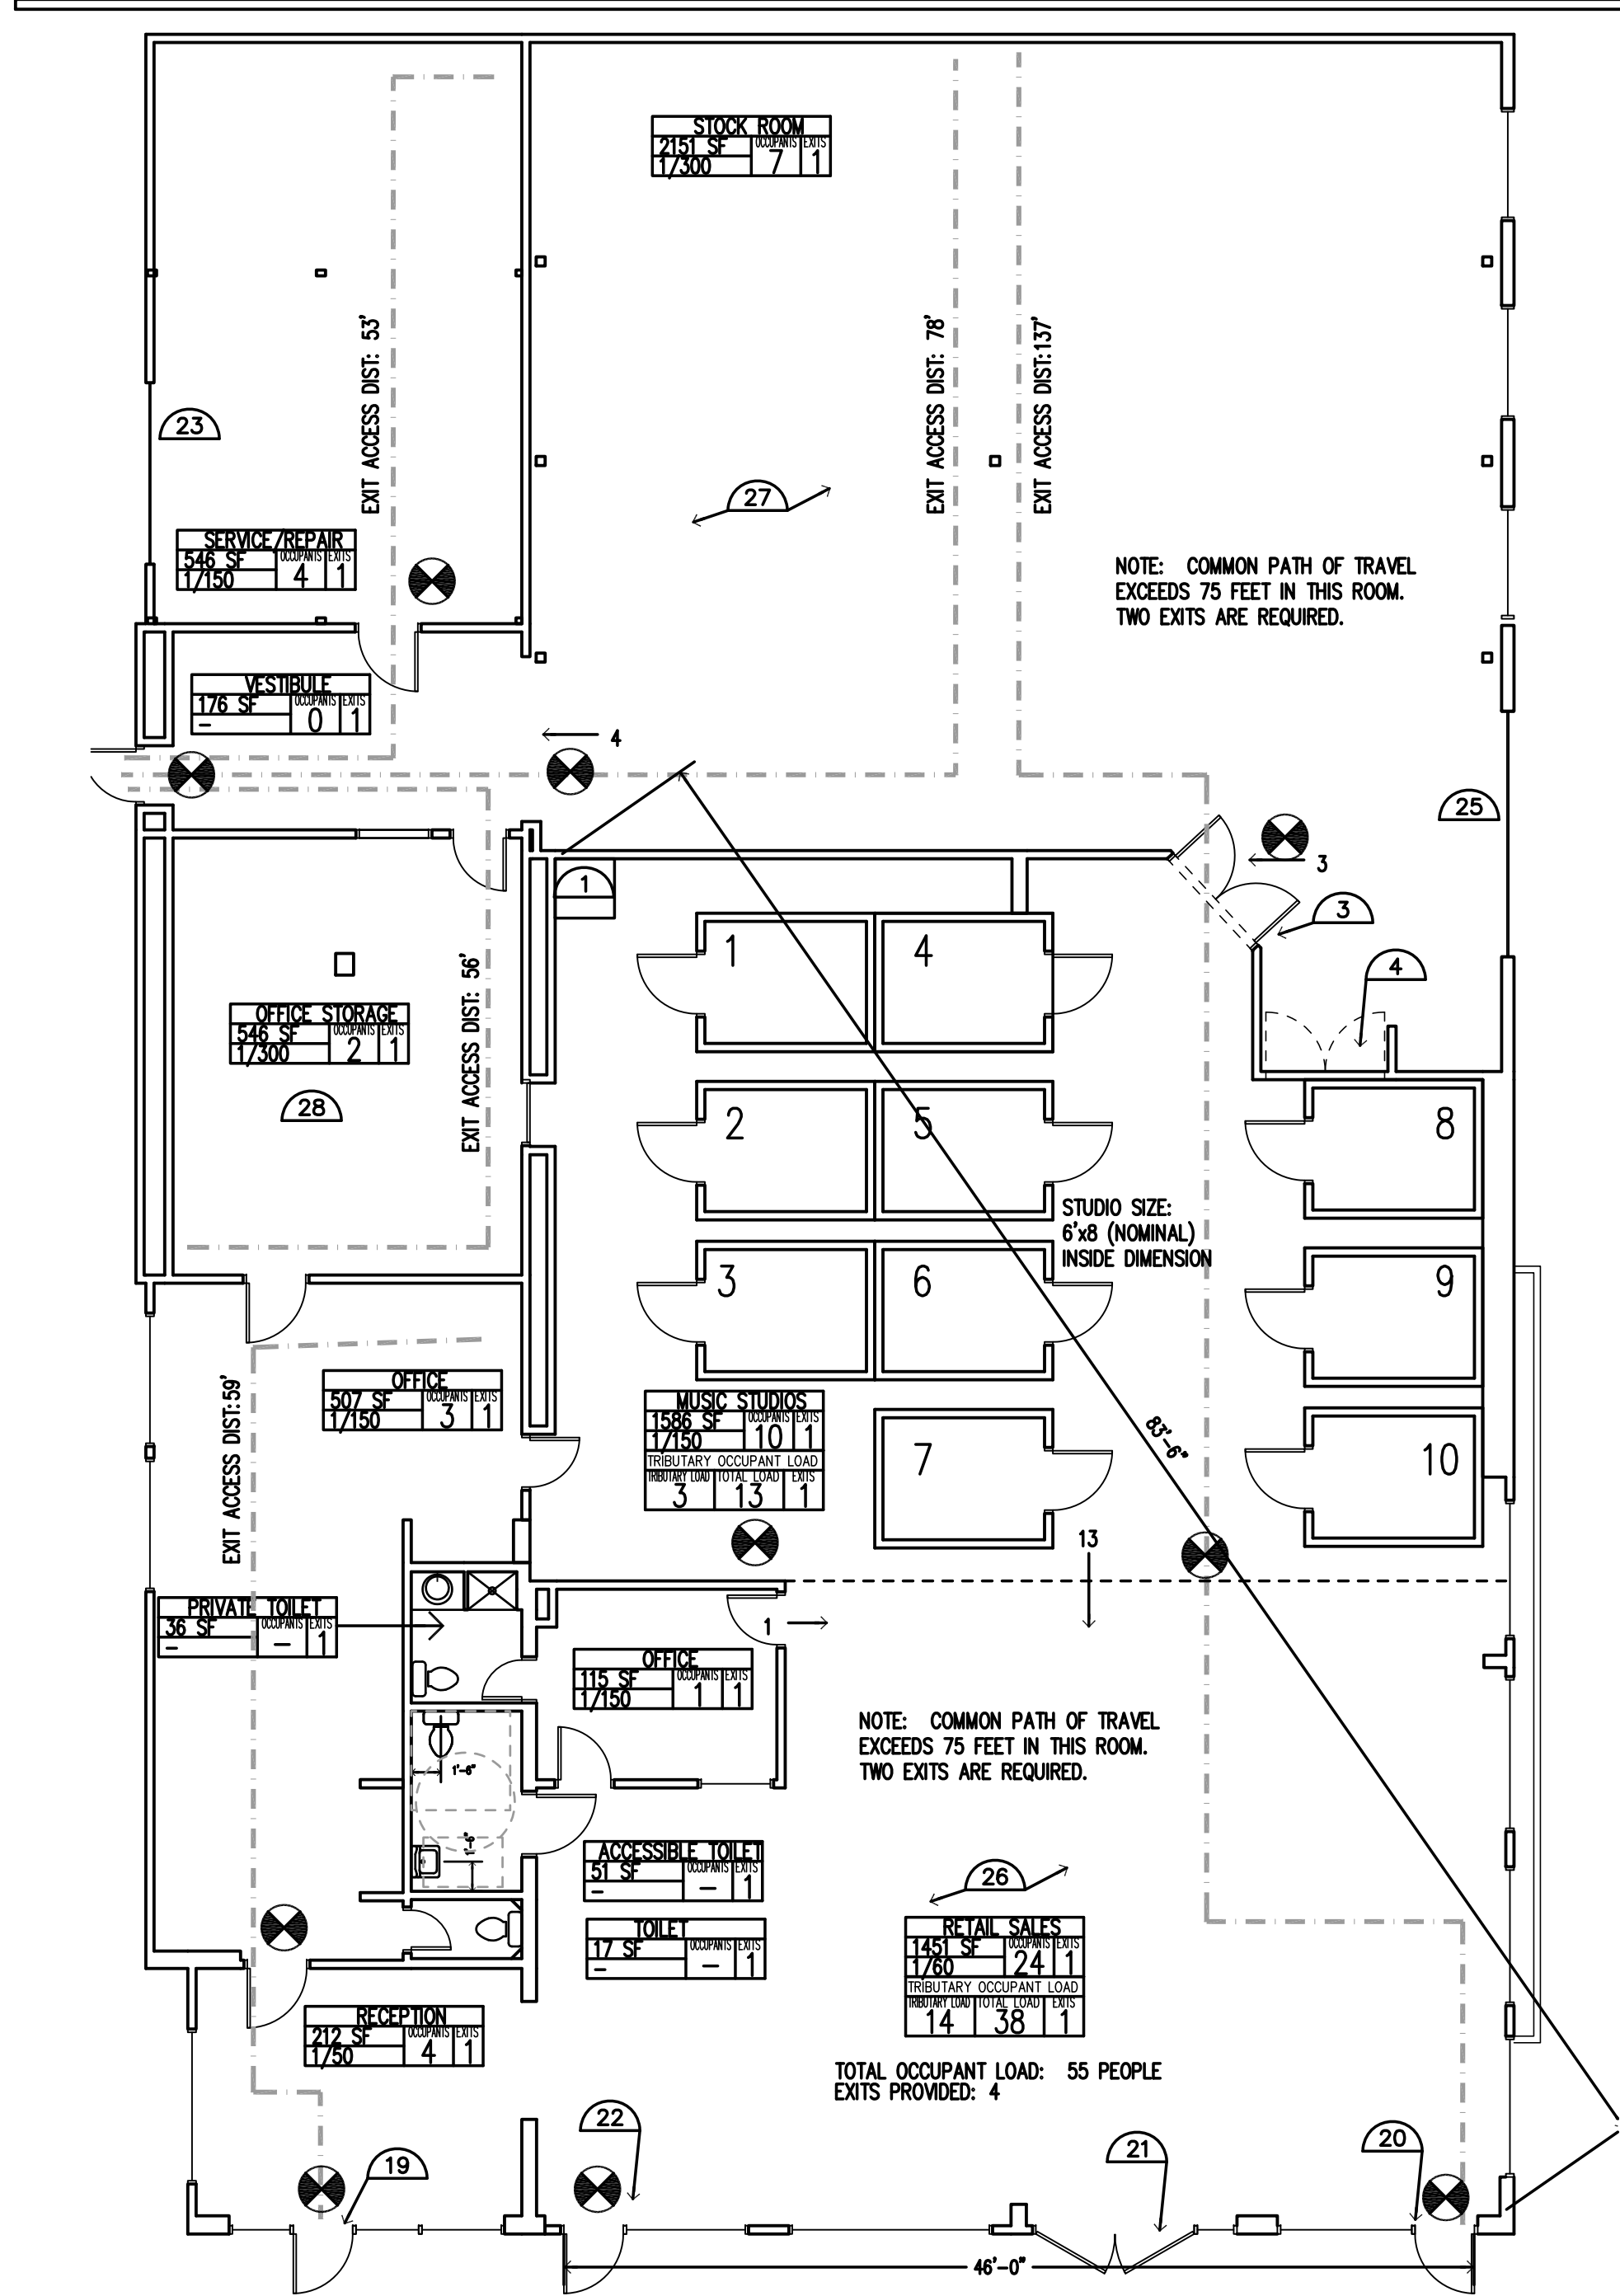 STOCK ROOM
2151 SF OCCUPANTS EXITS
1/300 7 1
EXIT ACCESS DIST: 53'
EXIT ACCESS DIST: 78'
EXIT ACCESS DIST:137'
23
27
SERVICE/REPAIR
546 SF OCCUPANTS EXITS
1/150 4 1
NOTE: COMMON PATH OF TRAVEL
EXCEEDS 75 FEET IN THIS ROOM.
TWO EXITS ARE REQUIRED.
VESTIBULE
176 SF OCCUPANTS EXITS
- 0 1
4
25
3
1
3
4
1
4
OFFICE STORAGE
546 SF OCCUPANTS EXITS
1/300 2 1
EXIT ACCESS DIST: 56'
28
2
5
8
STUDIO SIZE:
6'x8 (NOMINAL)
INSIDE DIMENSION
3
6
9
EXIT ACCESS DIST:59'
OFFICE
507 SF OCCUPANTS EXITS
1/150 3 1
MUSIC STUDIOS
1586 SF OCCUPANTS EXITS
1/150 10 1
TRIBUTARY OCCUPANT LOAD
TRIBUTARY LOAD TOTAL LOAD EXITS
3 13 1
83'-6"
7
10
13
PRIVATE TOILET
36 SF OCCUPANTS EXITS
- - 1
1
OFFICE
115 SF OCCUPANTS EXITS
1/150 1 1
NOTE: COMMON PATH OF TRAVEL
EXCEEDS 75 FEET IN THIS ROOM.
TWO EXITS ARE REQUIRED.
1'-6"
1'-6"
ACCESSIBLE TOILET
51 SF OCCUPANTS EXITS
- - 1
26
TOILET
17 SF OCCUPANTS EXITS
- - 1
RETAIL SALES
1451 SF OCCUPANTS EXITS
1/60 24 1
TRIBUTARY OCCUPANT LOAD
TRIBUTARY LOAD TOTAL LOAD EXITS
14 38 1
RECEPTION
212 SF OCCUPANTS EXITS
1/50 4 1
TOTAL OCCUPANT LOAD: 55 PEOPLE
EXITS PROVIDED: 4
22
19
21
20
46'-0"